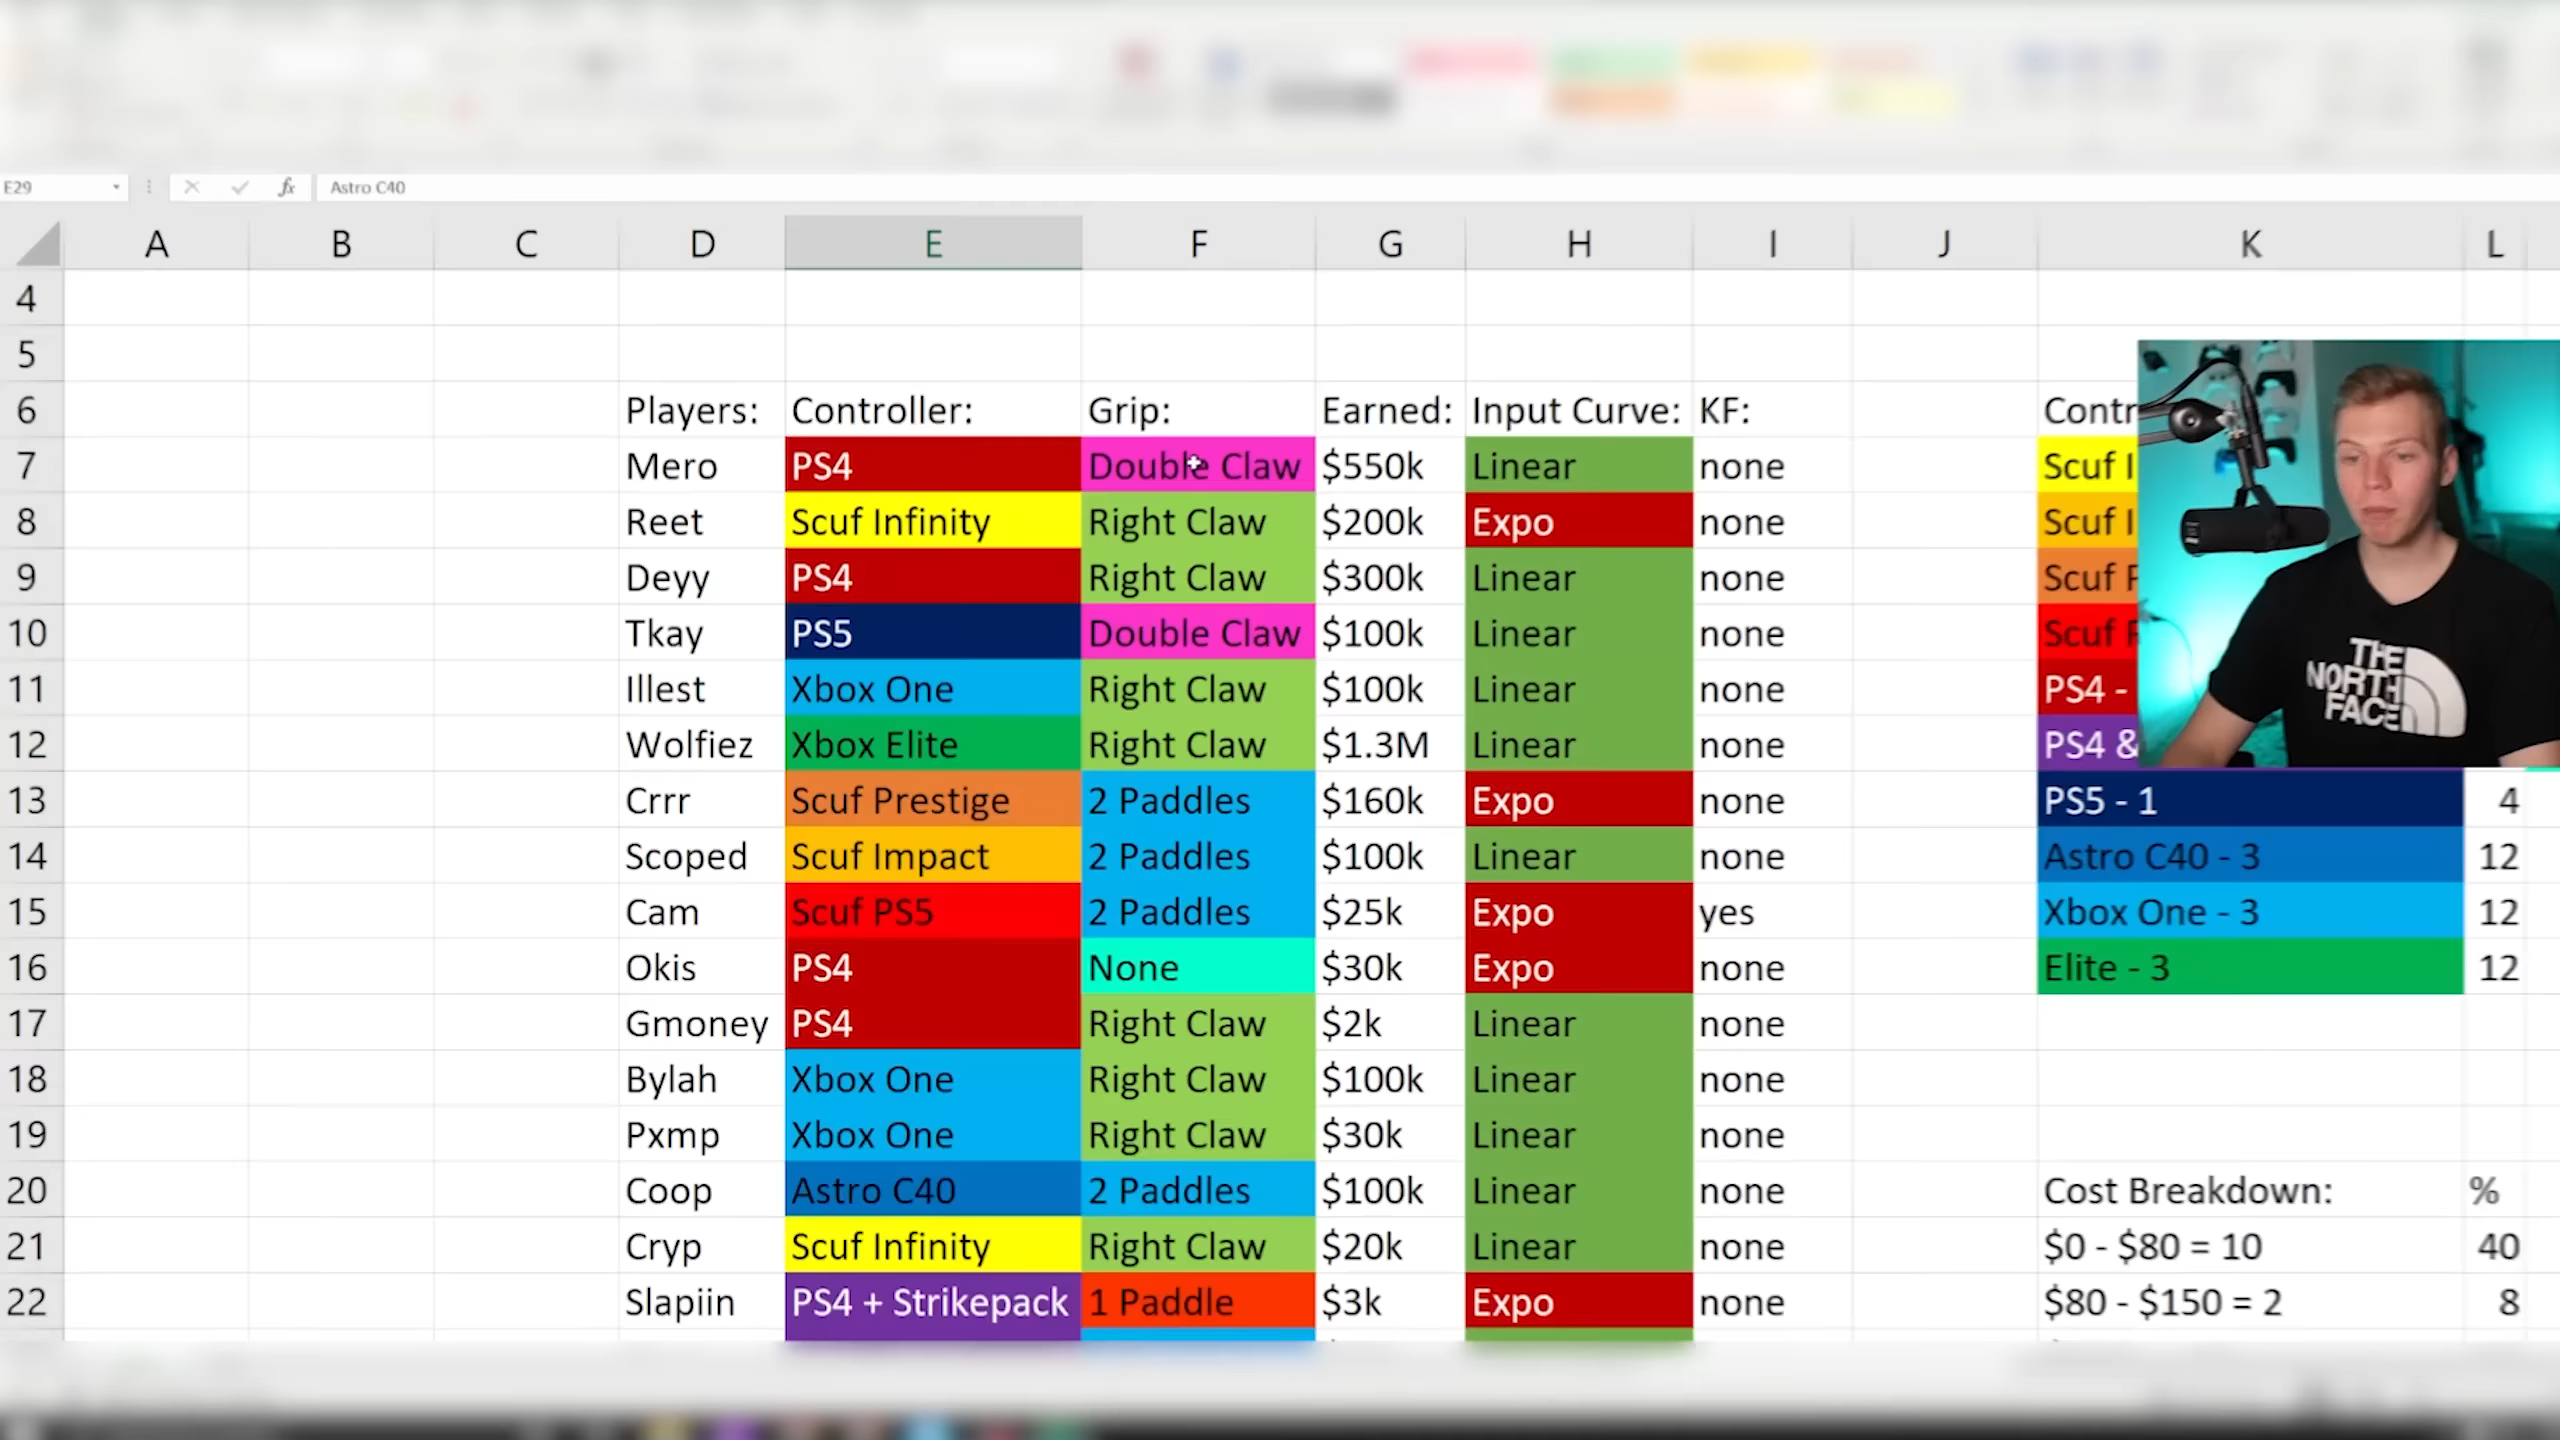 E29 fx Astro C40
A B C D E F G H I J K L
4
5
6 Players: Controller: Grip: Earned: Input Curve: KF: Contr
7 Mero PS4 Double Claw $550k Linear none Scuf I
8 Reet Scuf Infinity Right Claw $200k Expo none Scuf I
9 Deyy PS4 Right Claw $300k Linear none Scuf P
10 Tkay PS5 Double Claw $100k Linear none Scuf
11 Illest Xbox One Right Claw $100k Linear none PS4 -
12 Wolfiez Xbox Elite Right Claw $1.3M Linear none PS4 &
THE NORTH FACE
13 Crrr Scuf Prestige 2 Paddles $160k Expo none PS5 - 1 4
14 Scoped Scuf Impact 2 Paddles $100k Linear none Astro C40 - 3 12
15 Cam Scuf PS5 2 Paddles $25k Expo yes Xbox One - 3 12
16 Okis PS4 None $30k Expo none Elite - 3 12
17 Gmoney PS4 Right Claw $2k Linear none
18 Bylah Xbox One Right Claw $100k Linear none
19 Pxmp Xbox One Right Claw $30k Linear none
20 Coop Astro C40 2 Paddles $100k Linear none Cost Breakdown: %
21 Cryp Scuf Infinity Right Claw $20k Linear none $0 - $80 = 10 40
22 Slapiin PS4 + Strikepack 1 Paddle $3k Expo none $80 - $150 = 2 8